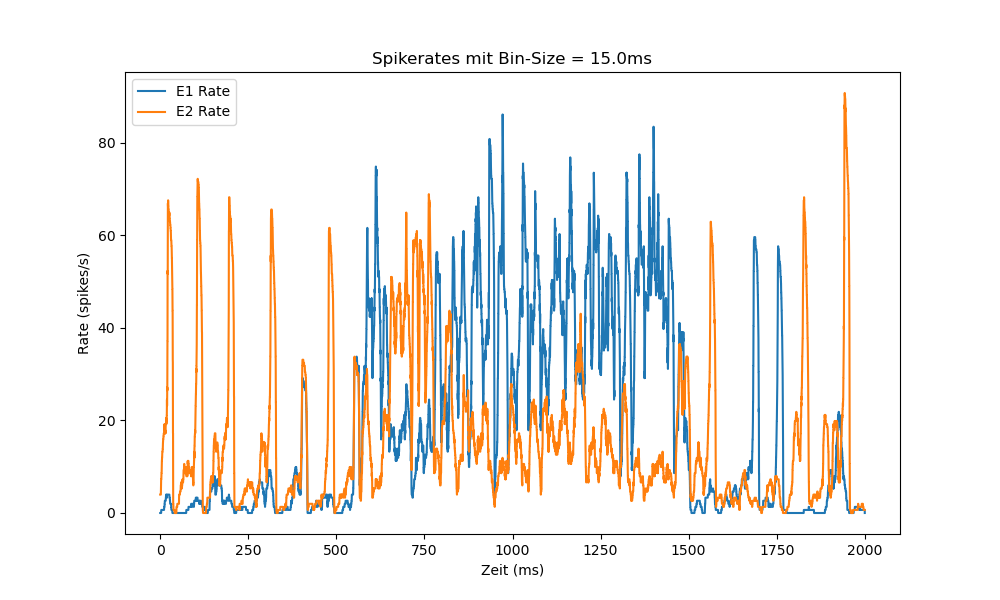 Spikerates mit Bin-Size = 15.0ms
E1 Rate
E2 Rate
Rate (spikes/s)
80
60
40
20
0
0 250 500 750 1000 1250 1500 1750 2000
Zeit (ms)